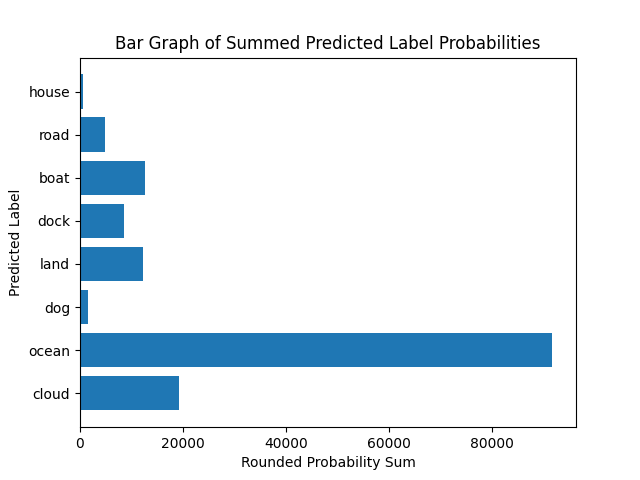 Bar Graph of Summed Predicted Label Probabilities
house
road
boat
dock
land
dog
ocean
cloud
Predicted Label
0 20000 40000 60000 80000
Rounded Probability Sum